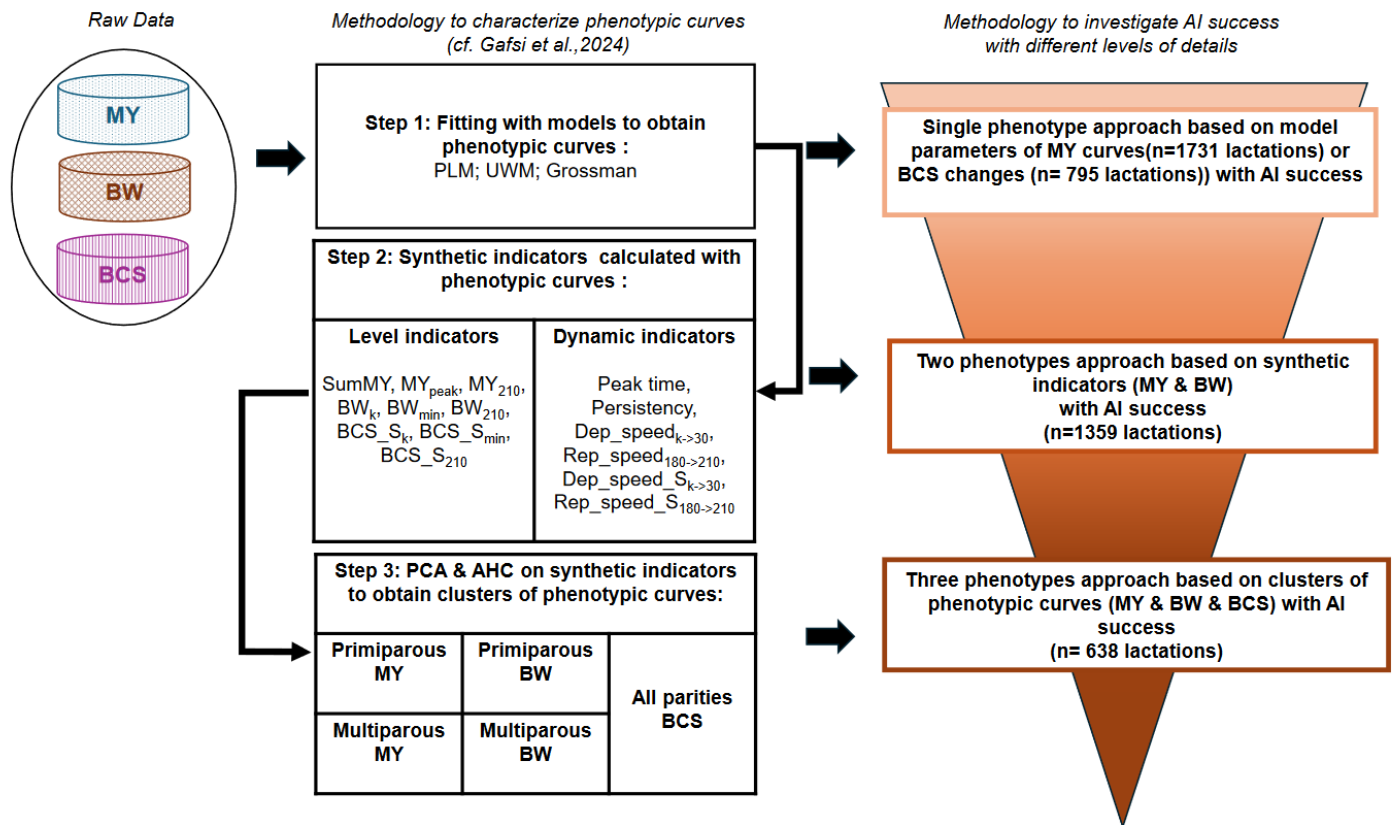 Raw Data
MY
BW
BCS
Methodology to characterize phenotypic curves
(cf. Gafsi et al.,2024)
Step 1: Fitting with models to obtain
phenotypic curves :
PLM; UWM; Grossman
Step 2: Synthetic indicators calculated with
phenotypic curves :
Level indicators
SumMY, MYpeak, MY210,
BWk, BWmin, BW210,
BCS_Sk, BCS_Smin,
BCS_S210
Dynamic indicators
Peak time,
Persistency,
Dep_speedk->30,
Rep_speed180->210,
Dep_speed_Sk->30,
Rep_speed_S180->210
Step 3: PCA & AHC on synthetic indicators
to obtain clusters of phenotypic curves:
Primiparous
MY
Primiparous
BW
Multiparous
MY
Multiparous
BW
All parities
BCS
Methodology to investigate AI success
with different levels of details
Single phenotype approach based on model
parameters of MY curves(n=1731 lactations) or
BCS changes (n= 795 lactations)) with AI success
Two phenotypes approach based on synthetic
indicators (MY & BW)
with AI success
(n=1359 lactations)
Three phenotypes approach based on clusters of
phenotypic curves (MY & BW & BCS) with AI
success
(n= 638 lactations)